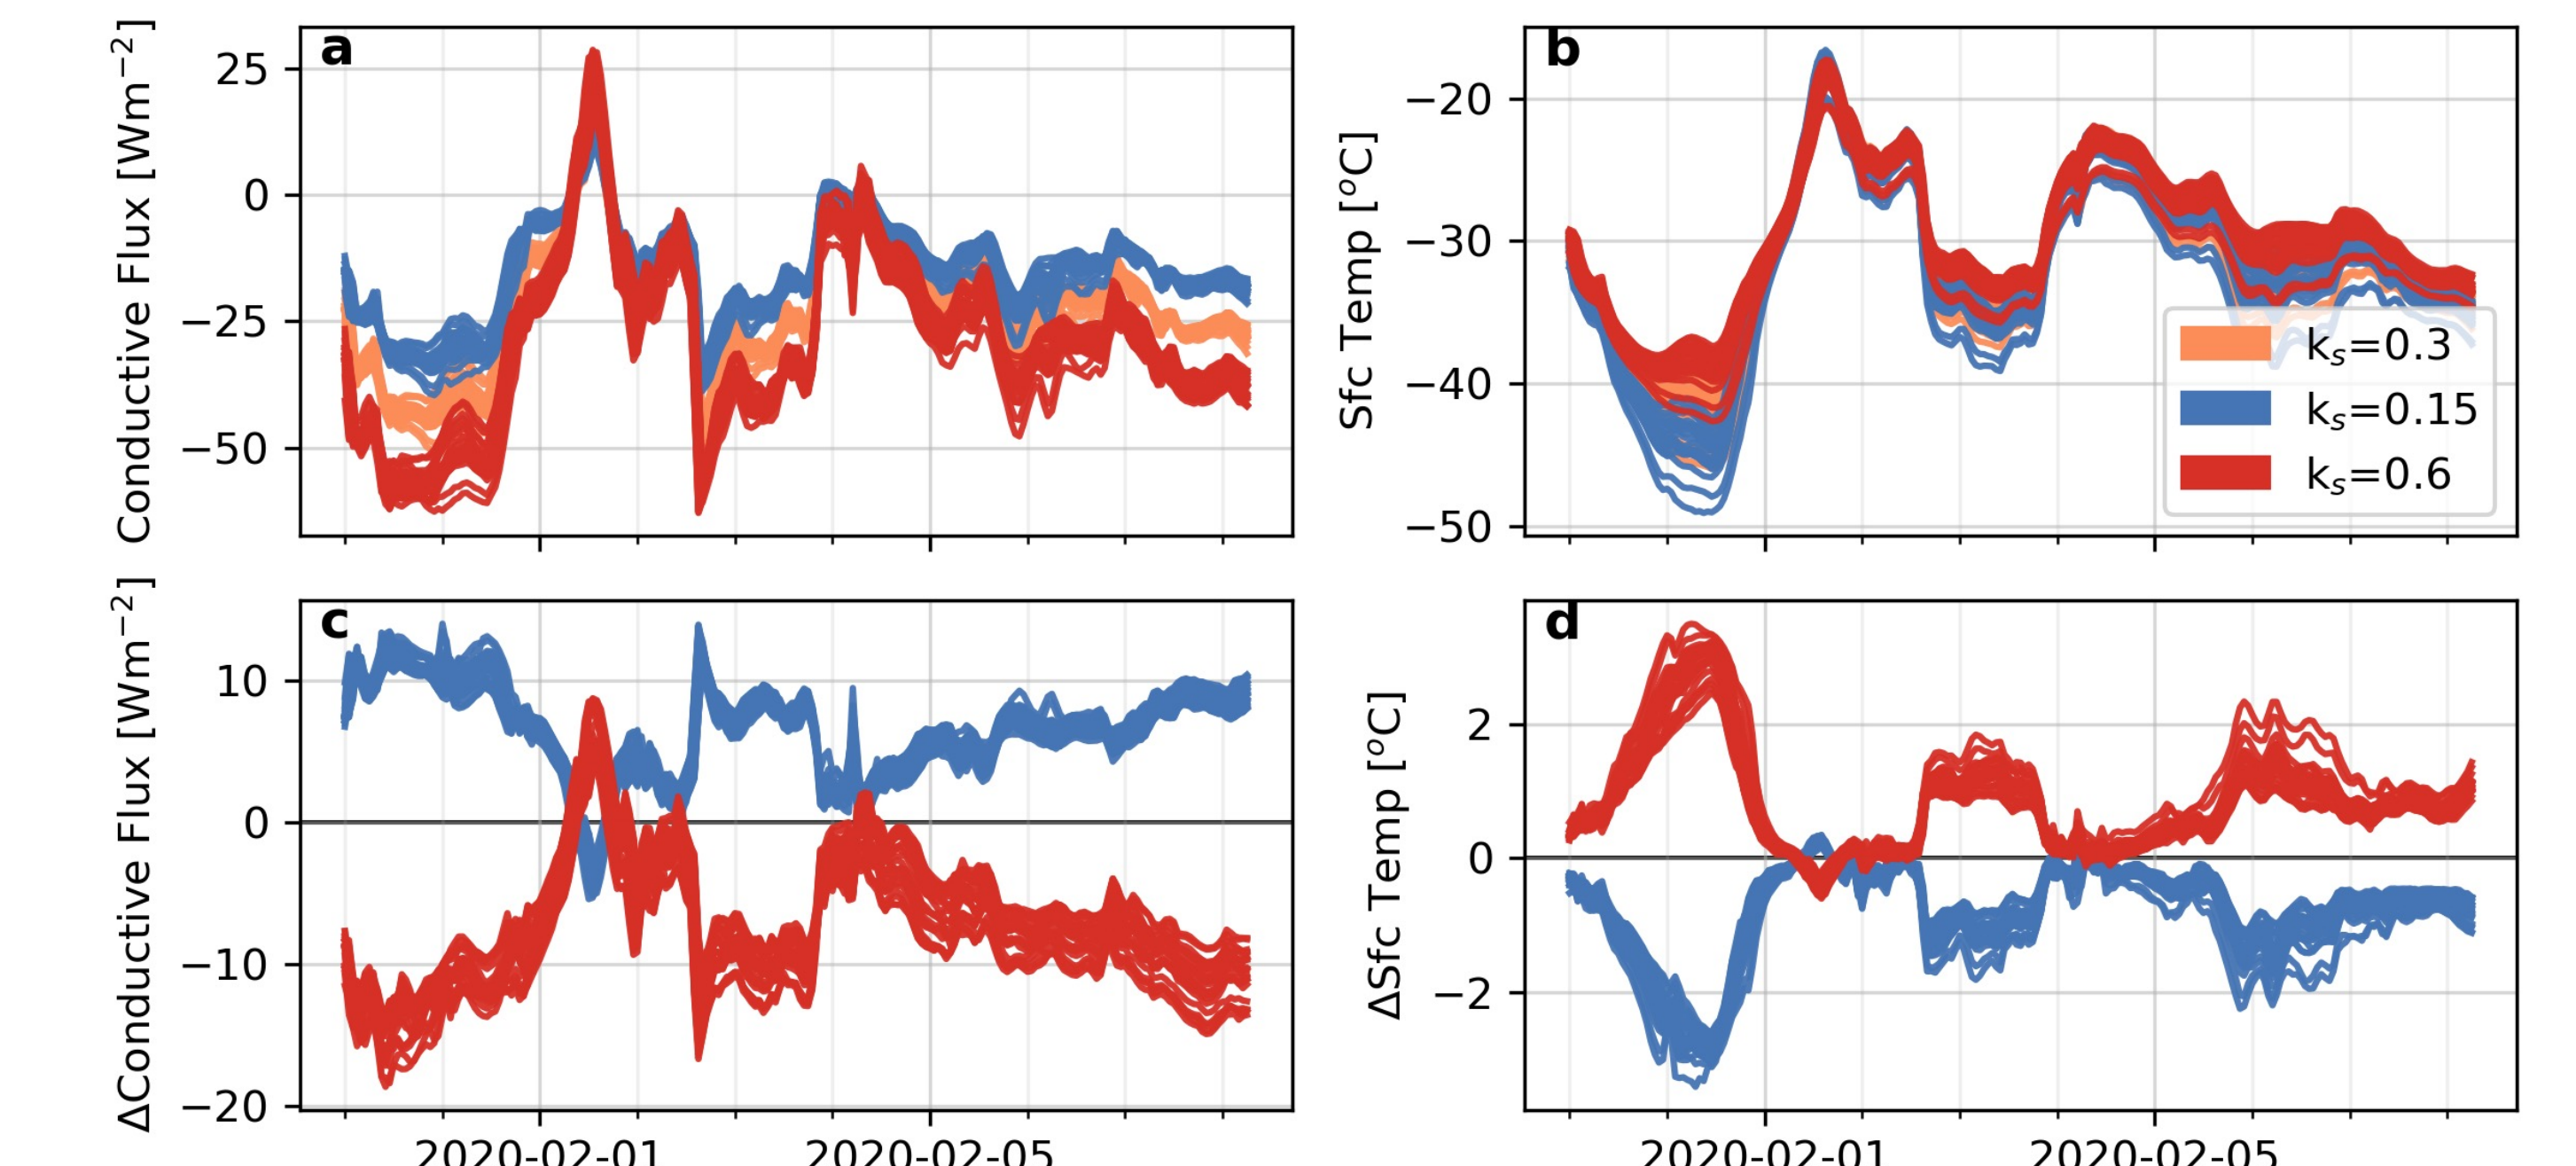 a
Conductive Flux [Wm⁻²]
25
0
−25
−50
b
Sfc Temp [°C]
−20
−30
−40
−50
kₛ=0.3
kₛ=0.15
kₛ=0.6
c
ΔConductive Flux [Wm⁻²]
10
0
−10
−20
2020-02-01
2020-02-05
d
ΔSfc Temp [°C]
2
0
−2
2020-02-01
2020-02-05